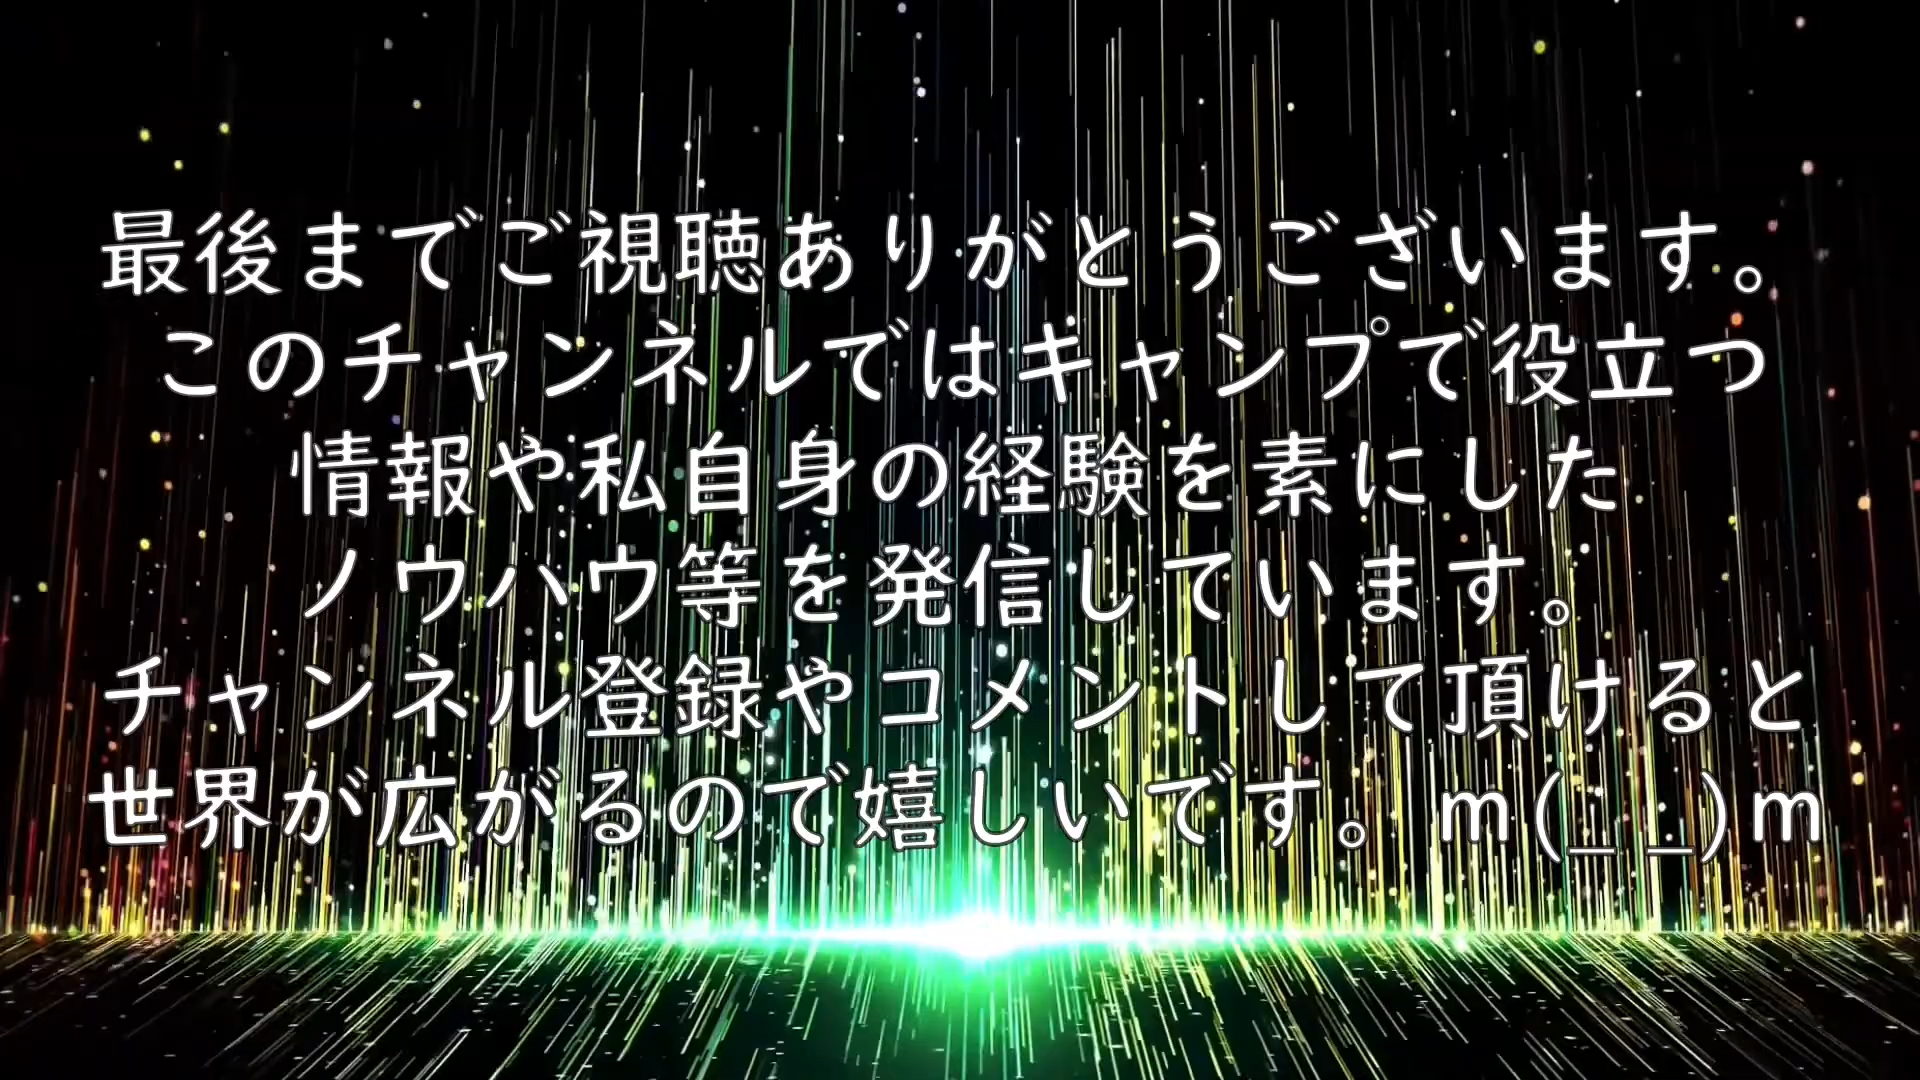 最後までご視聴ありがとうございます。
このチャンネルではキャンプで役立つ
情報や私自身の経験を素にした
ノウハウ等を発信しています。
チャンネル登録やコメントして頂けると
世界が広がるので嬉しいです。m(_ _)m